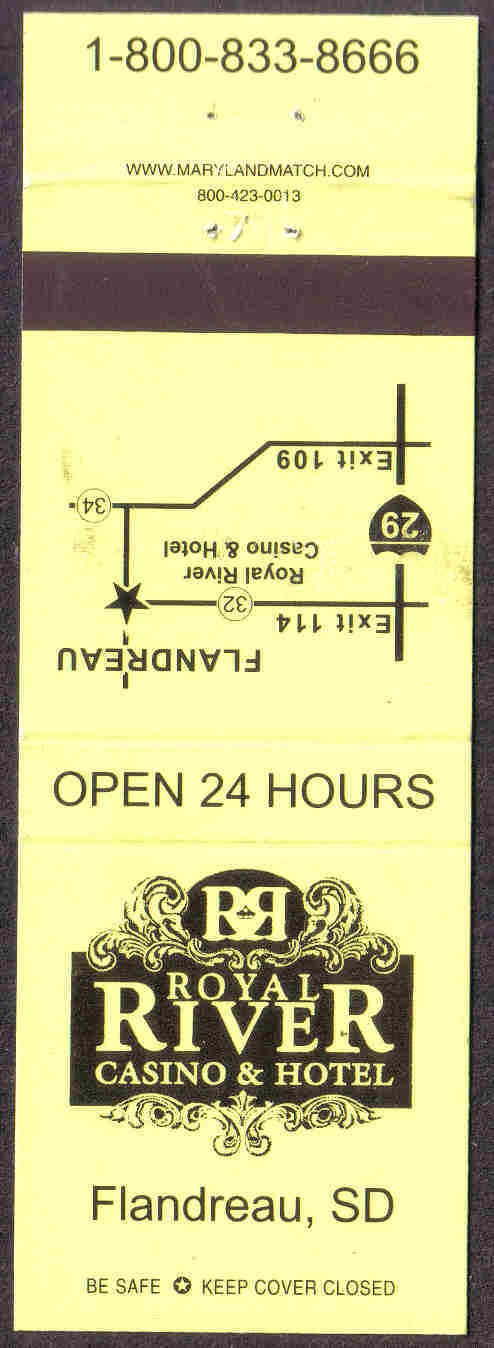 1-800-833-8666
WWW.MARYLANDMATCH.COM
800-423-0013
FLANDREAU
Exit 114
32
Royal River
Casino & Hotel
29
34
Exit 109
OPEN 24 HOURS
RR
ROYAL
RIVER
CASINO & HOTEL
Flandreau, SD
BE SAFE ✪ KEEP COVER CLOSED